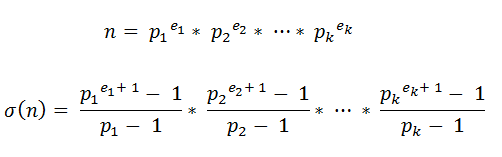 n = p₁^e₁ * p₂^e₂ * ⋯ * pₖ^eₖ
σ(n) = (p₁^(e₁ + 1) − 1)/(p₁ − 1) * (p₂^(e₂ + 1) − 1)/(p₂ − 1) * ⋯ * (pₖ^(eₖ + 1) − 1)/(pₖ − 1)